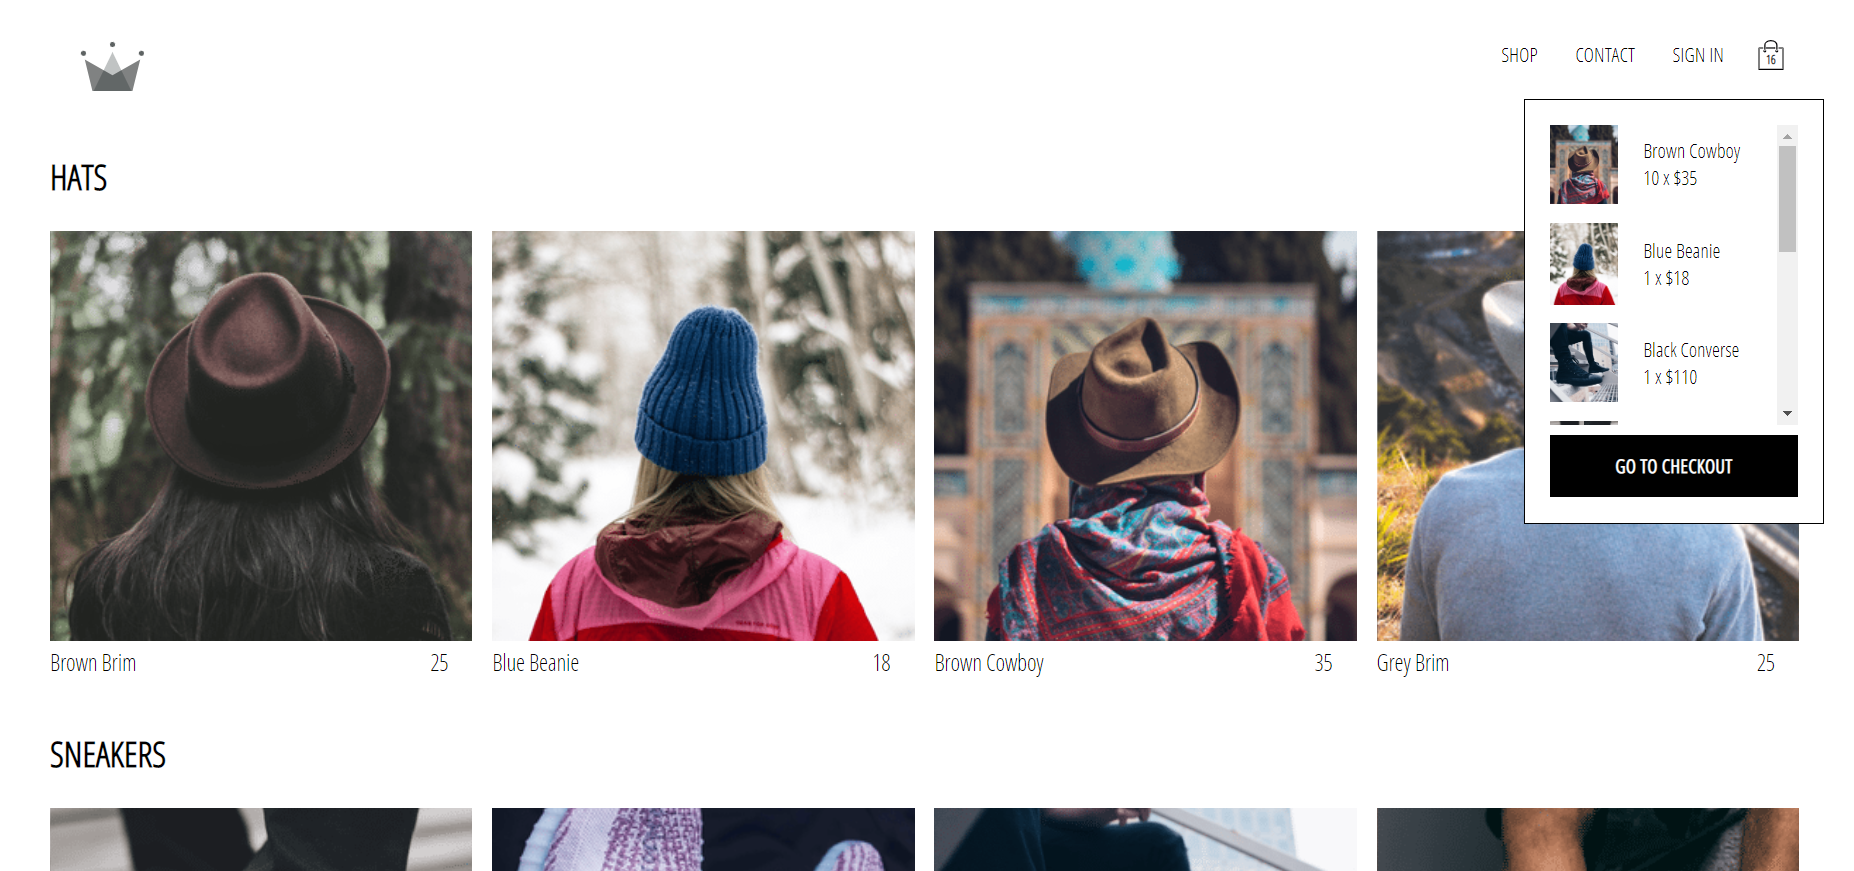 SHOP CONTACT SIGN IN 16
HATS
Brown Cowboy
10 x $35
Blue Beanie
1 x $18
Black Converse
1 x $110
GO TO CHECKOUT
Brown Brim 25
Blue Beanie 18
Brown Cowboy 35
Grey Brim 25
SNEAKERS